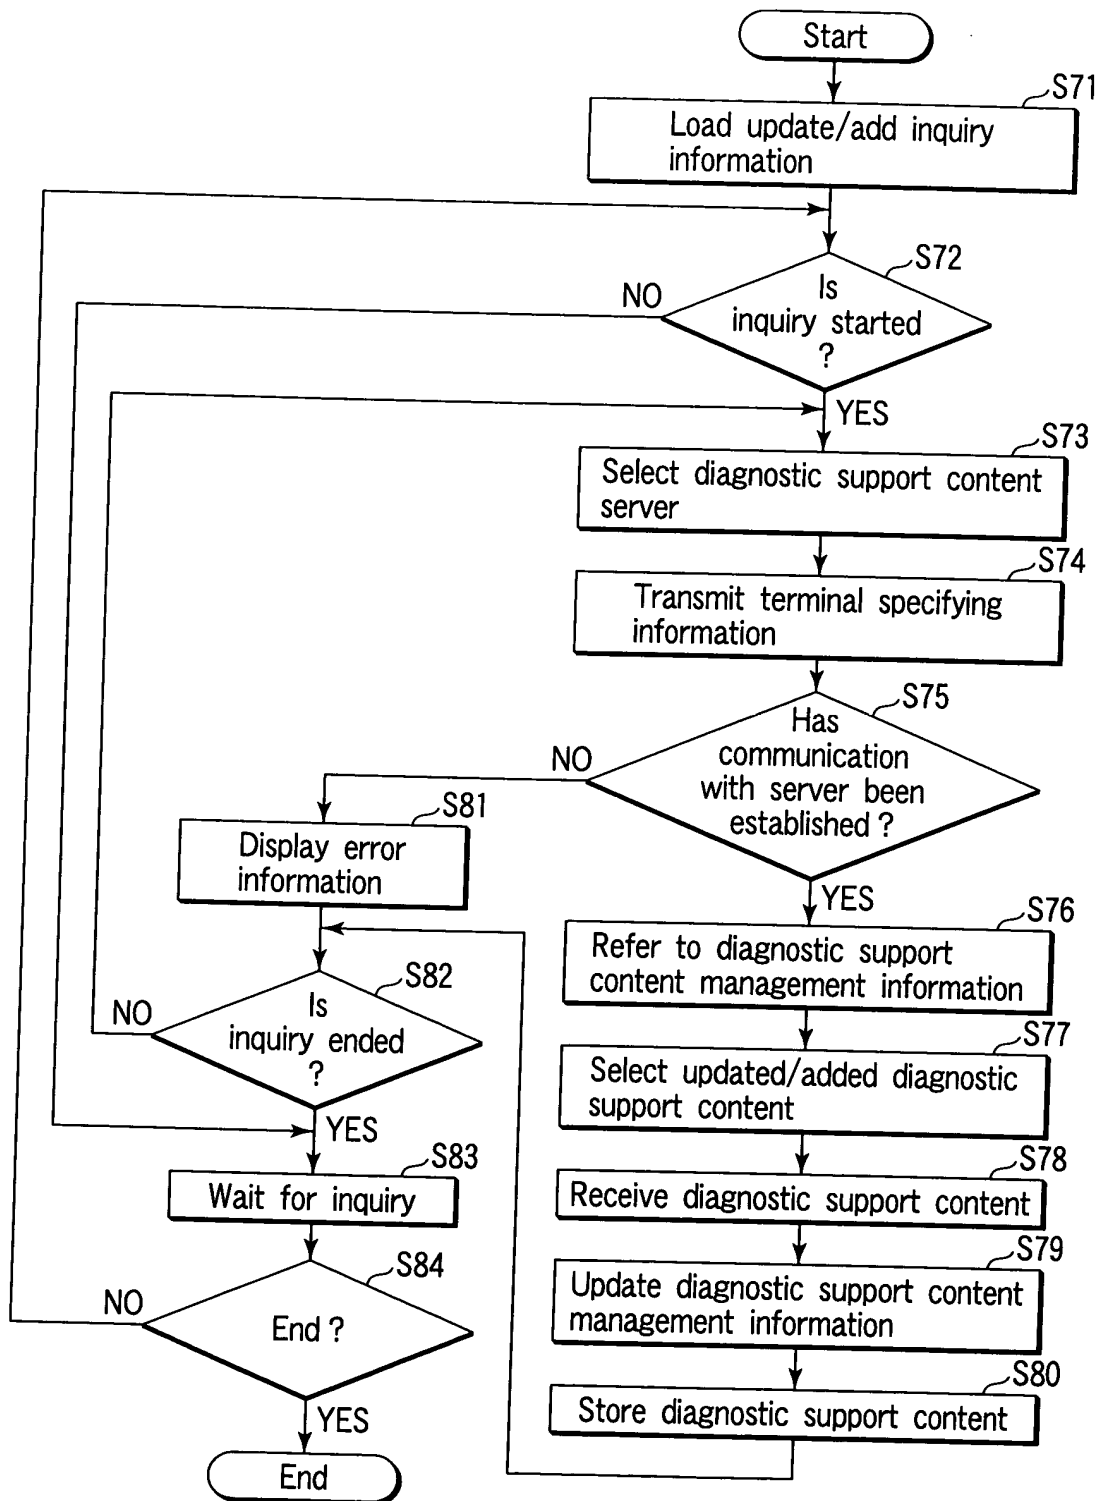 Start
S71
Load update/add inquiry
information
S72
NO
Is
inquiry started
?
YES
S73
Select diagnostic support content
server
S74
Transmit terminal specifying
information
S75
NO
Has
communication
with server been
established ?
YES
S81
Display error
information
S76
Refer to diagnostic support
content management information
S82
NO
Is
inquiry ended
?
YES
S77
Select updated/added diagnostic
support content
S83
Wait for inquiry
S78
Receive diagnostic support content
S84
NO
End ?
YES
S79
Update diagnostic support content
management information
S80
Store diagnostic support content
End